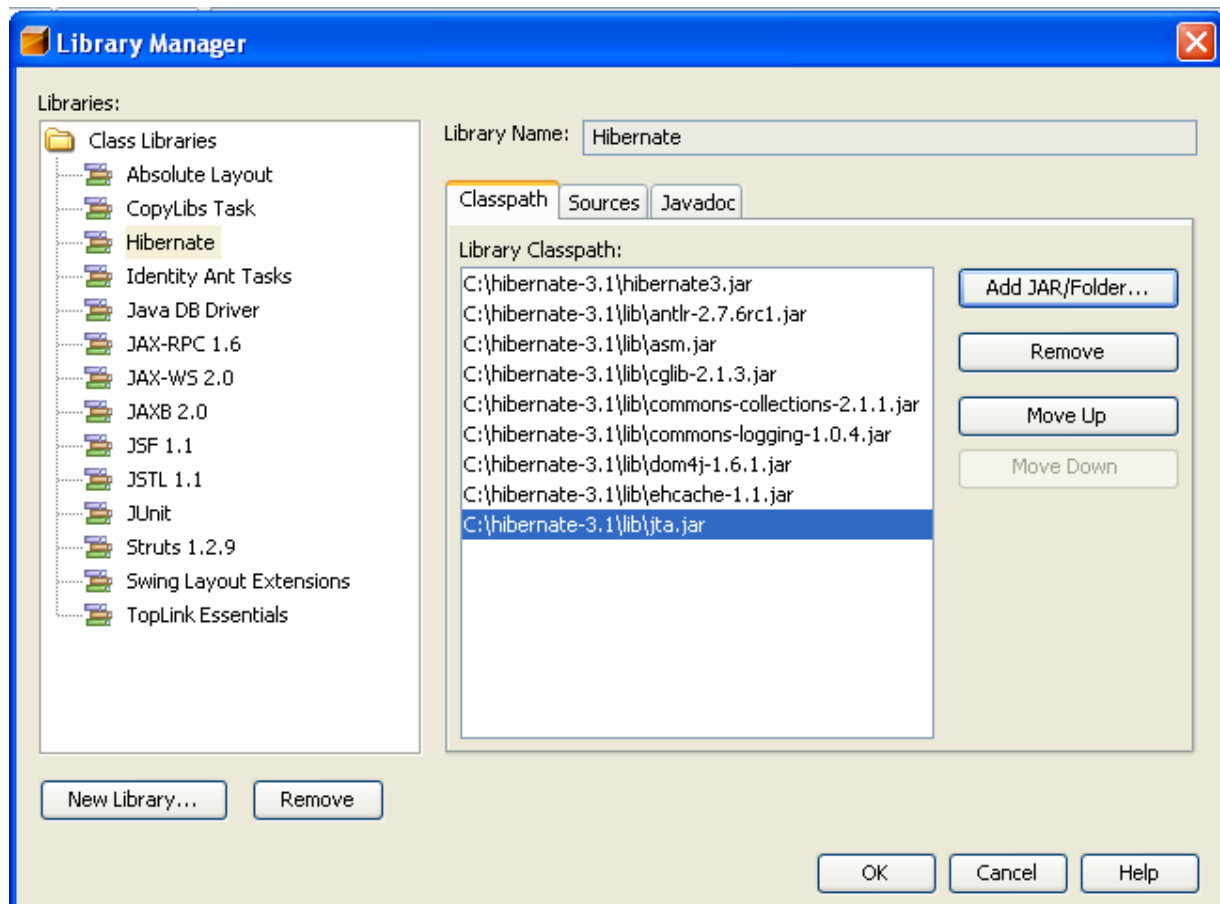 Library Manager
Libraries:
Class Libraries
Absolute Layout
CopyLibs Task
Hibernate
Identity Ant Tasks
Java DB Driver
JAX-RPC 1.6
JAX-WS 2.0
JAXB 2.0
JSF 1.1
JSTL 1.1
JUnit
Struts 1.2.9
Swing Layout Extensions
TopLink Essentials
New Library...
Remove
Library Name:
Hibernate
Classpath
Sources
Javadoc
Library Classpath:
C:\hibernate-3.1\hibernate3.jar
C:\hibernate-3.1\lib\antlr-2.7.6rc1.jar
C:\hibernate-3.1\lib\asm.jar
C:\hibernate-3.1\lib\cglib-2.1.3.jar
C:\hibernate-3.1\lib\commons-collections-2.1.1.jar
C:\hibernate-3.1\lib\commons-logging-1.0.4.jar
C:\hibernate-3.1\lib\dom4j-1.6.1.jar
C:\hibernate-3.1\lib\ehcache-1.1.jar
C:\hibernate-3.1\lib\jta.jar
Add JAR/Folder...
Remove
Move Up
Move Down
OK
Cancel
Help